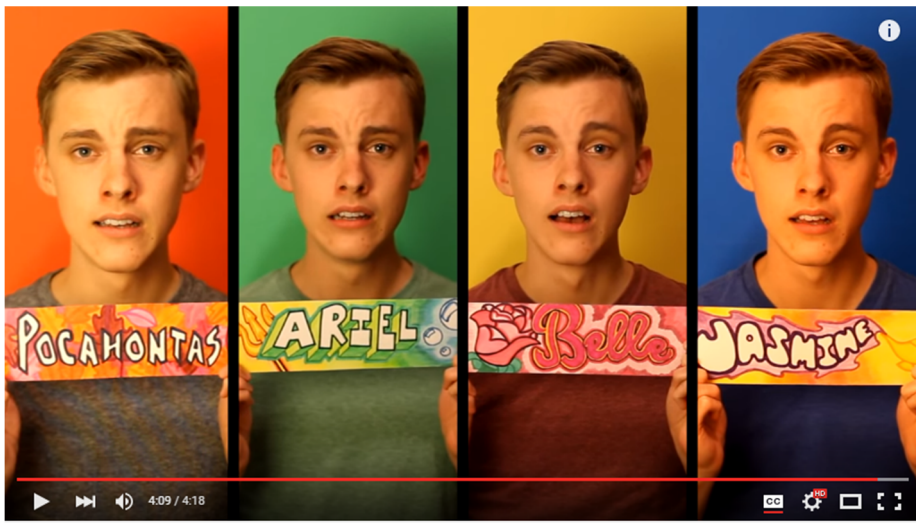 POCAHONTAS
ARIEL
Belle
JASMINE
4:09 / 4:18
CC
HD